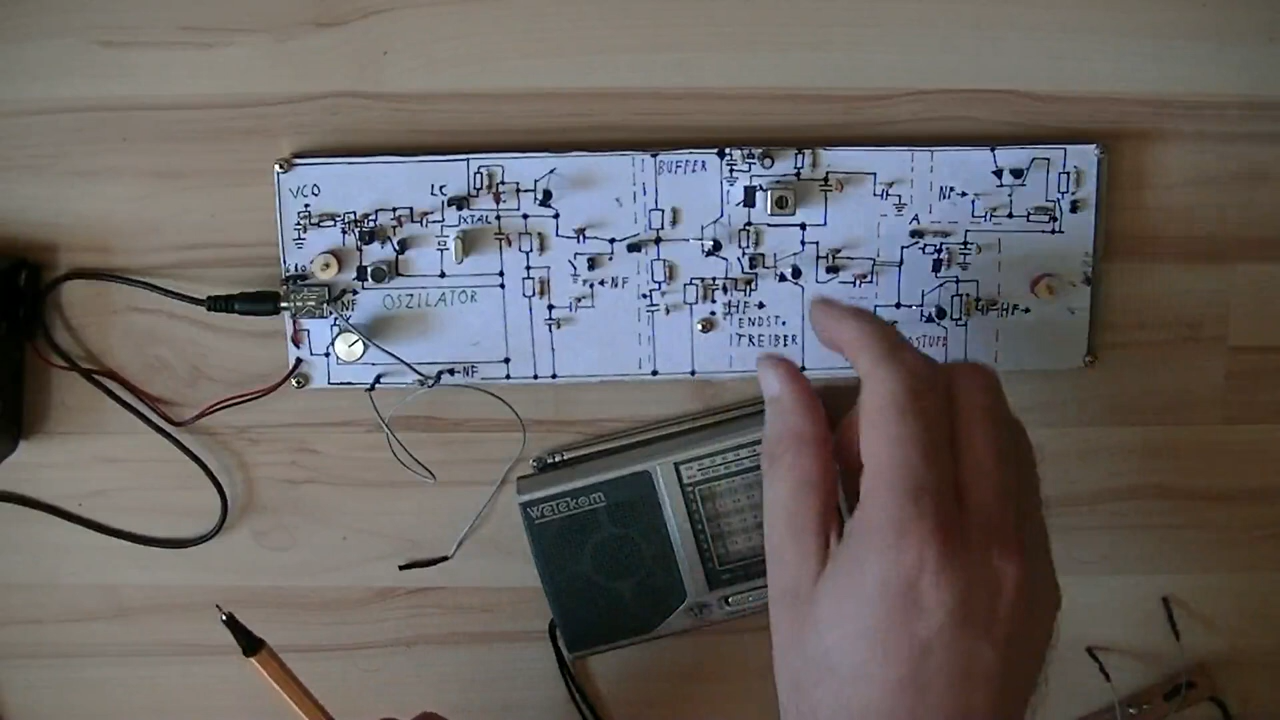 VCO
LC
XTAL
BUFFER
NF
A
NF
NF
OSZILATOR
HF
HF
ENDST.
TREIBER
NF
WeTekom